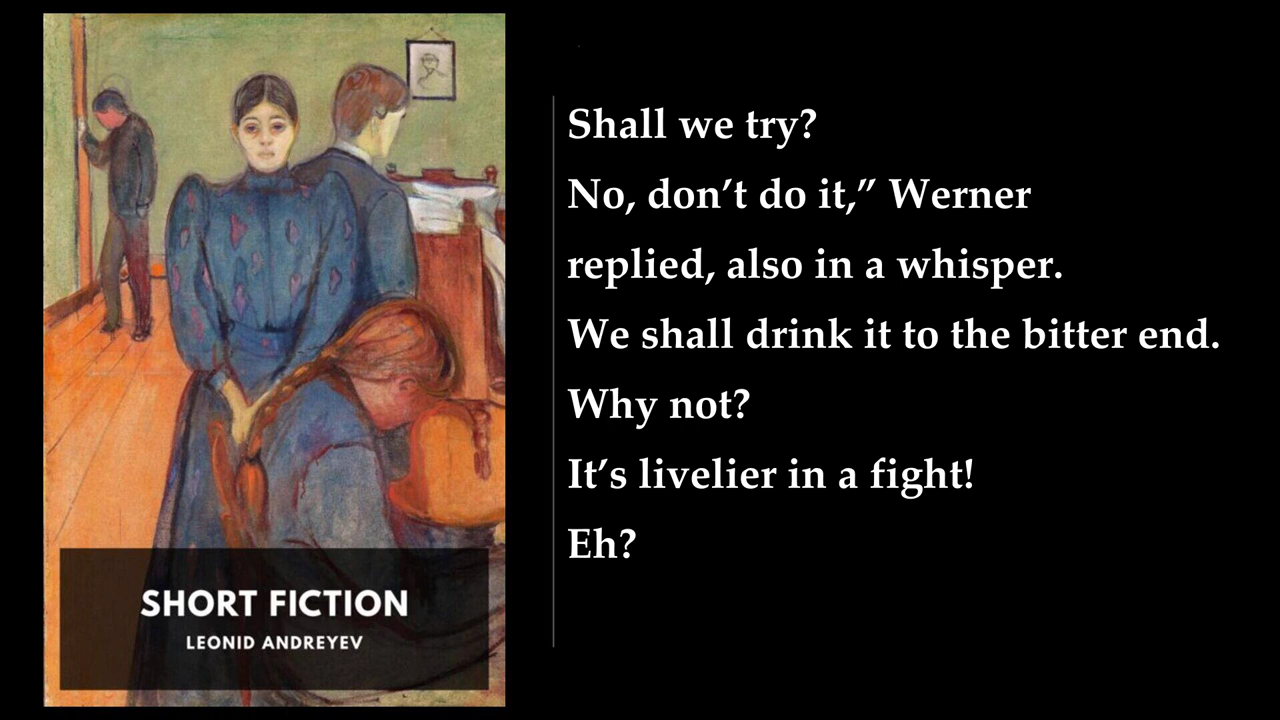 SHORT FICTION
LEONID ANDREYEV
Shall we try?
No, don’t do it,” Werner
replied, also in a whisper.
We shall drink it to the bitter end.
Why not?
It’s livelier in a fight!
Eh?